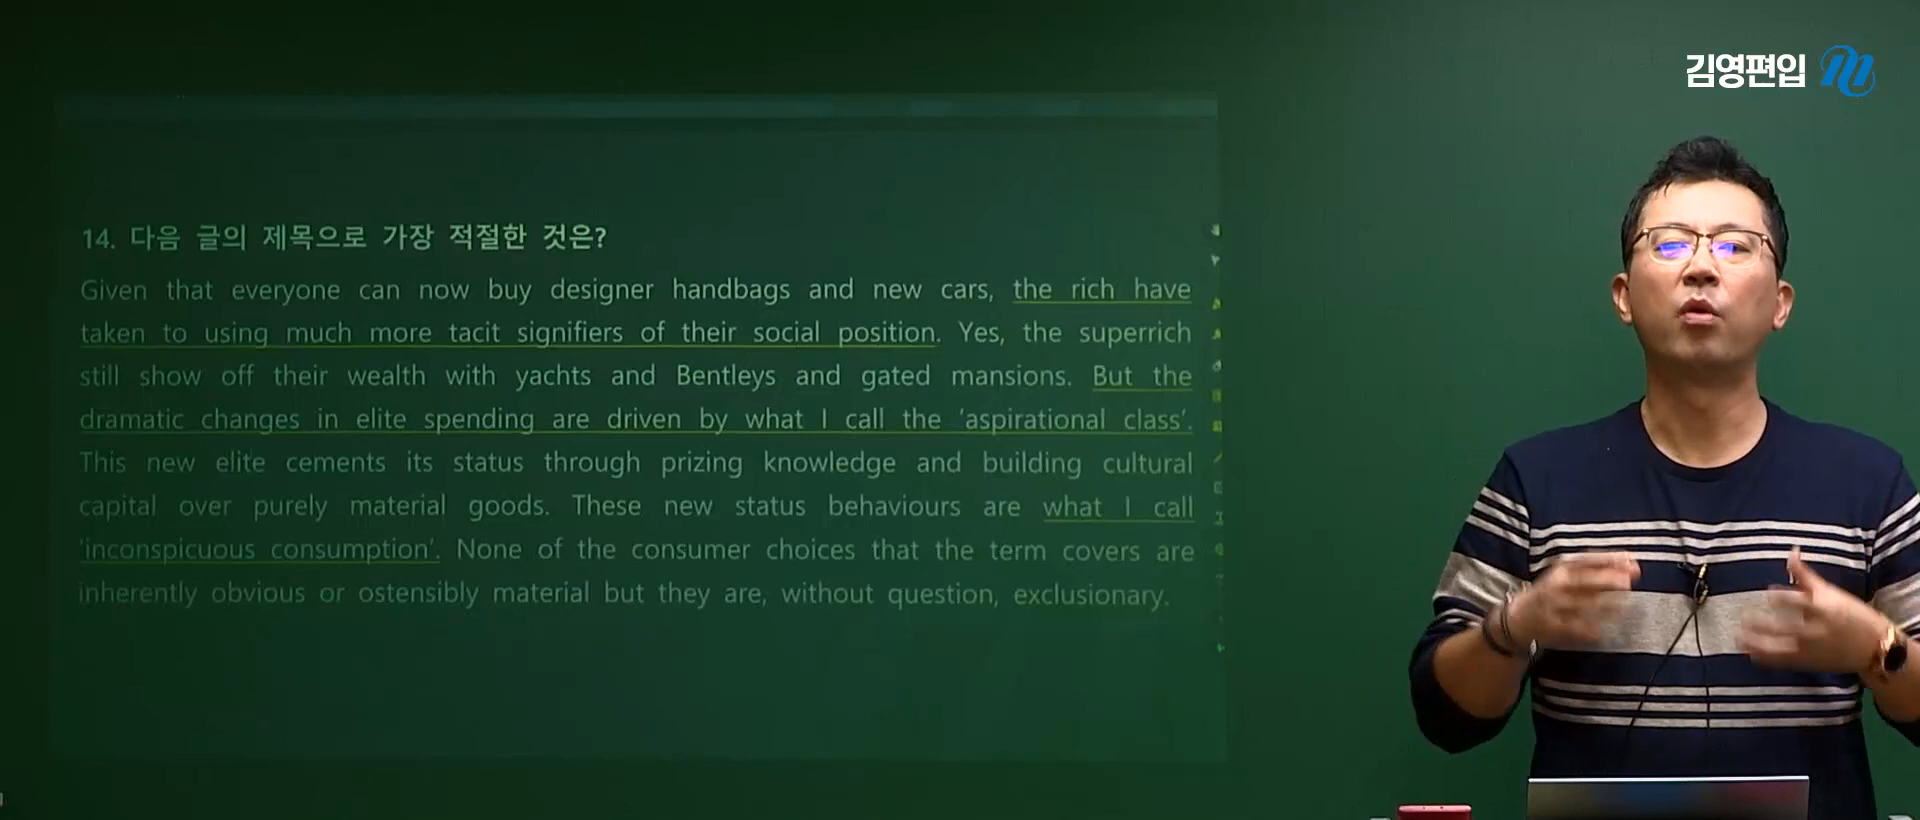 김영편입
14. 다음 글의 제목으로 가장 적절한 것은?
Given that everyone can now buy designer handbags and new cars, the rich have
taken to using much more tacit signifiers of their social position. Yes, the superrich
still show off their wealth with yachts and Bentleys and gated mansions. But the
dramatic changes in elite spending are driven by what I call the 'aspirational class'.
This new elite cements its status through prizing knowledge and building cultural
capital over purely material goods. These new status behaviours are what I call
'inconspicuous consumption'. None of the consumer choices that the term covers are
inherently obvious or ostensibly material but they are, without question, exclusionary.